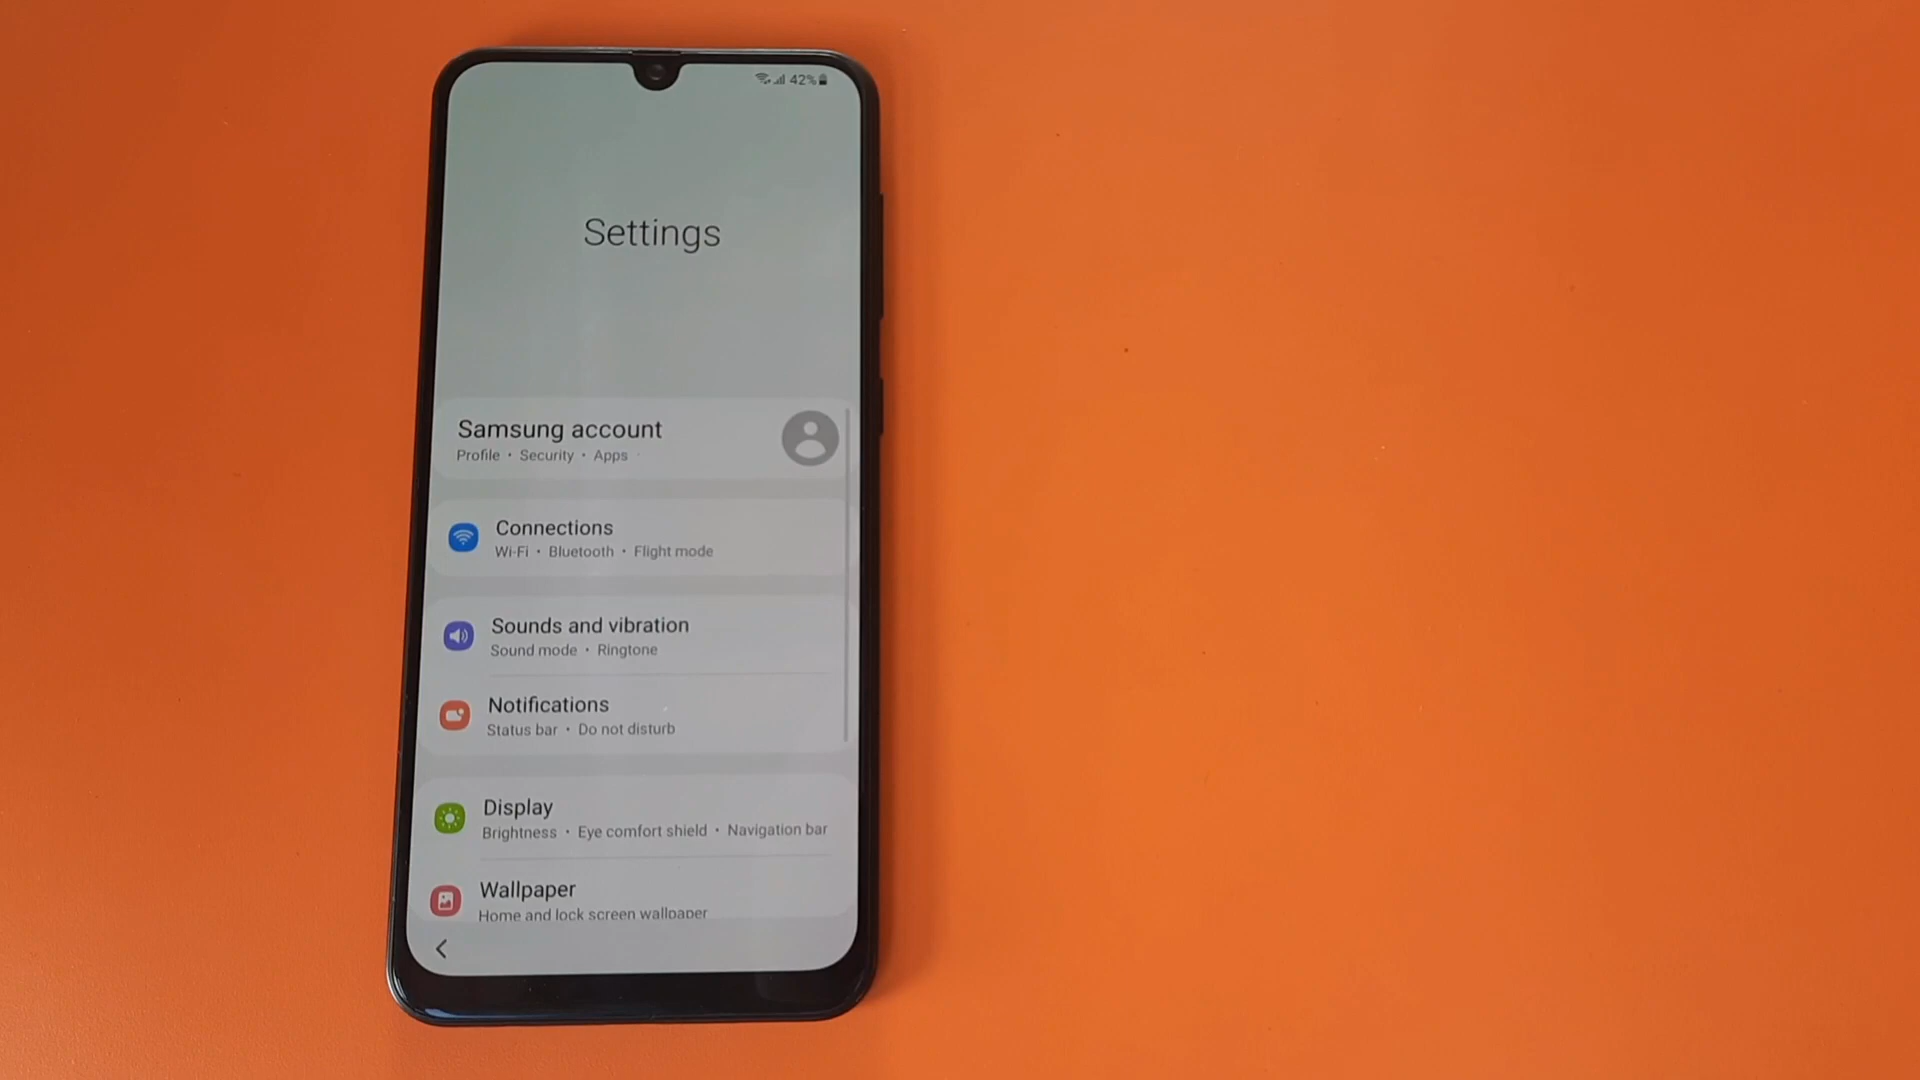 42%
Settings
Samsung account
Profile • Security • Apps
Connections
Wi-Fi • Bluetooth • Flight mode
Sounds and vibration
Sound mode • Ringtone
Notifications
Status bar • Do not disturb
Display
Brightness • Eye comfort shield • Navigation bar
Wallpaper
Home and lock screen wallpaper